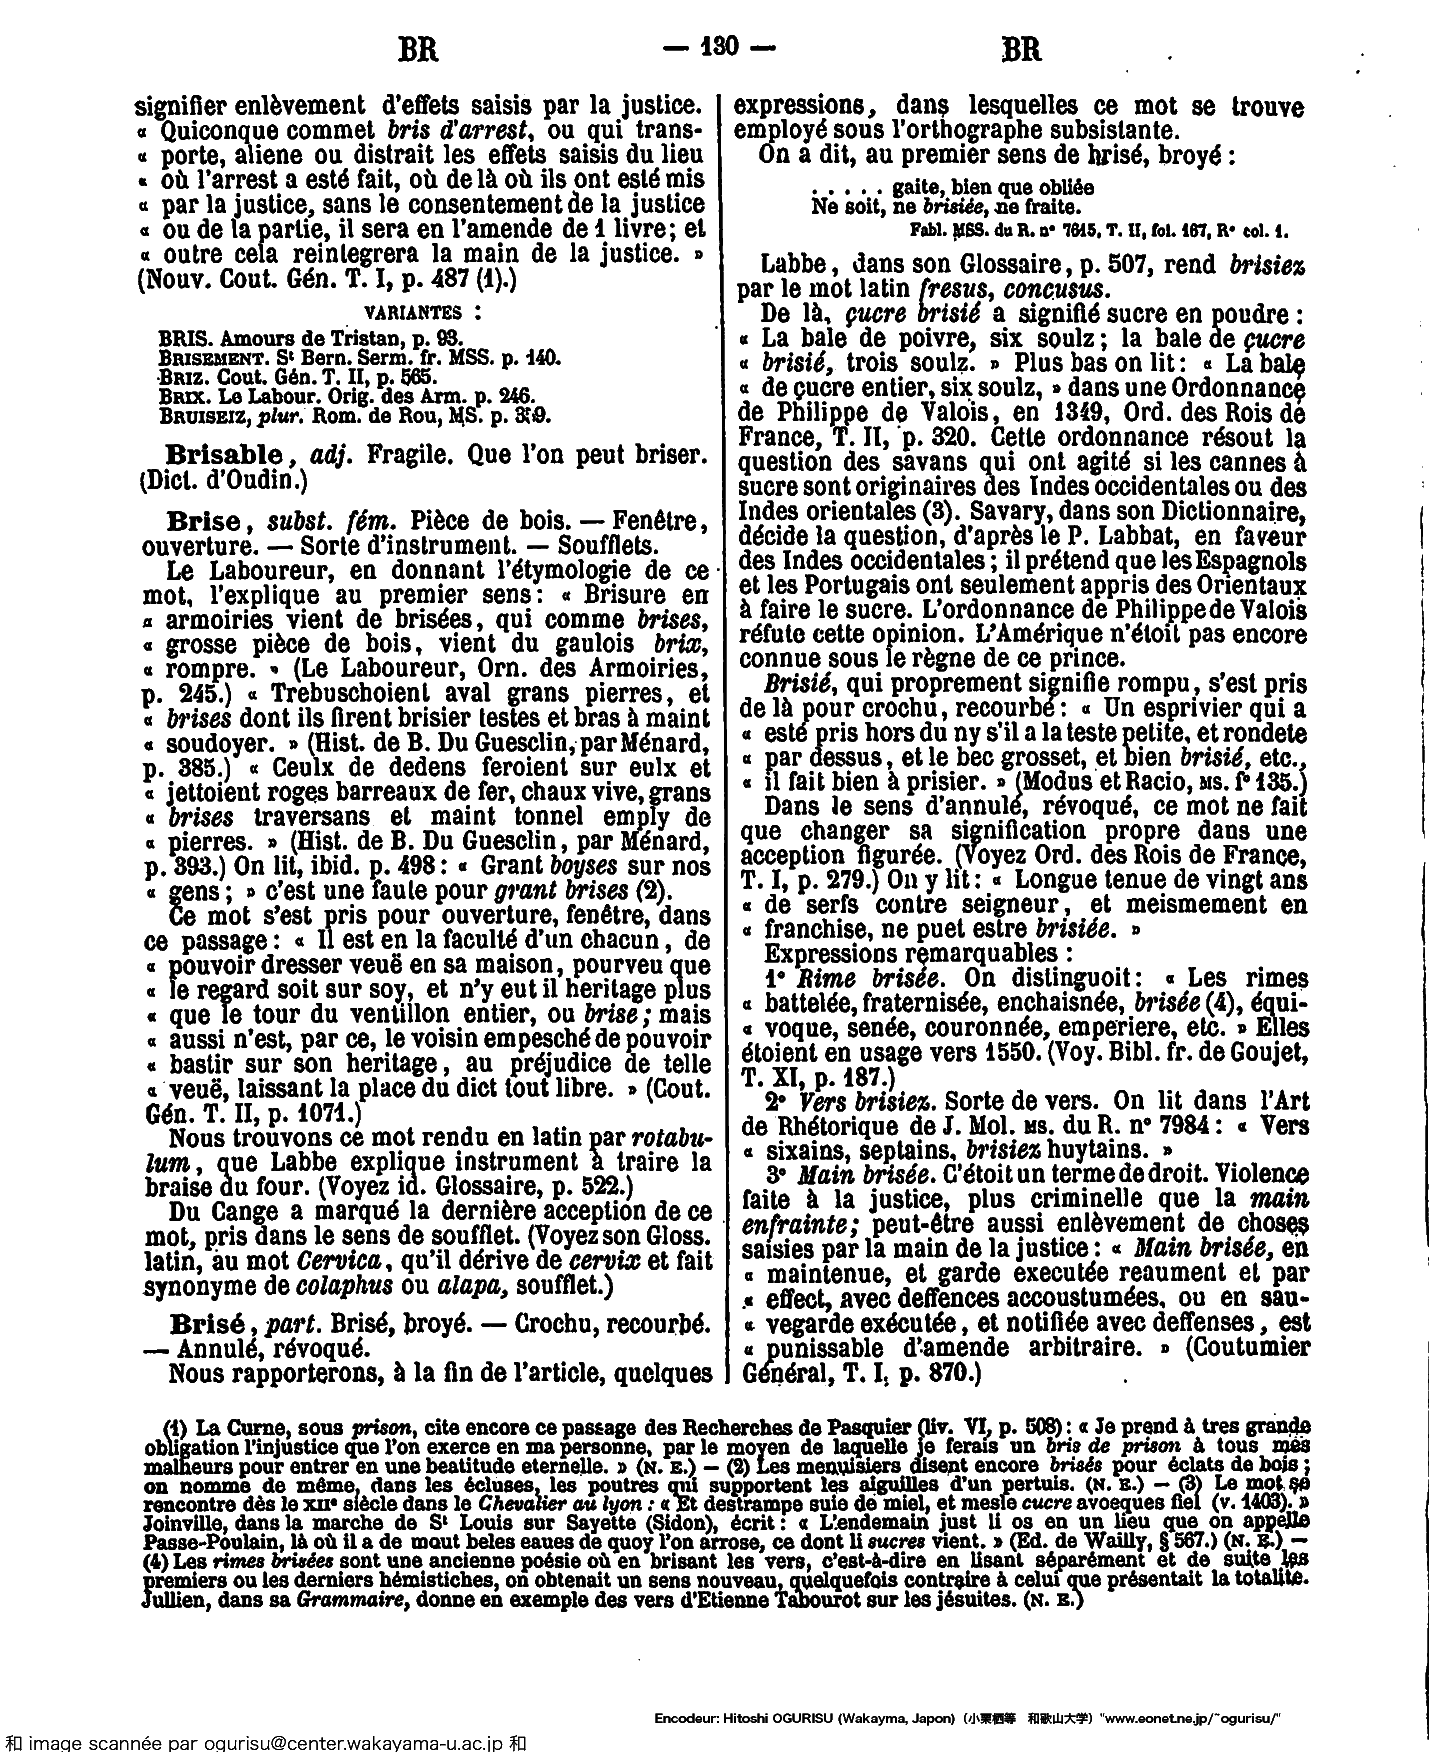 BR — 130 — BR
signifier enlèvement d'effets saisis par la justice.
« Quiconque commet bris d'arrest, ou qui trans-
« porte, aliene ou distrait les effets saisis du lieu
« où l'arrest a esté fait, où de là où ils ont esté mis
« par la justice, sans le consentement de la justice
« ou de la partie, il sera en l'amende de 1 livre; et
« outre cela reintegrera la main de la justice. »
(Nouv. Cout. Gén. T. I, p. 487 (1).)
VARIANTES :
BRIS. Amours de Tristan, p. 93.
BRISEMENT. St Bern. Serm. fr. MSS. p. 140.
BRIZ. Cout. Gén. T. II, p. 565.
BRIX. Le Labour. Orig. des Arm. p. 246.
BRUISEIZ, plur. Rom. de Rou, MS. p.
Brisable, adj. Fragile. Que l'on peut briser.
(Dict. d'Oudin.)
Brise, subst. fém. Pièce de bois. — Fenêtre,
ouverture. — Sorte d'instrument. — Soufflets.
Le Laboureur, en donnant l'étymologie de ce
mot, l'explique au premier sens: « Brisure en
« armoiries vient de brisées, qui comme brises,
« grosse pièce de bois, vient du gaulois brix,
« rompre. » (Le Laboureur, Orn. des Armoiries,
p. 245.) « Trebuschoient aval grans pierres, et
« brises dont ils firent brisier testes et bras à maint
« soudoyer. » (Hist. de B. Du Guesclin, par Ménard,
p. 385.) « Ceulx de dedens feroient sur eulx et
« jettoient roges barreaux de fer, chaux vive, grans
« brises traversans et maint tonnel emply de
« pierres. » (Hist. de B. Du Guesclin, par Ménard,
p. 393.) On lit, ibid. p. 498 : « Grant boyses sur nos
« gens ; » c'est une faute pour grant brises (2).
Ce mot s'est pris pour ouverture, fenêtre, dans
ce passage : « Il est en la faculté d'un chacun, de
« pouvoir dresser veuë en sa maison, pourveu que
« le regard soit sur soy, et n'y eut il heritage plus
« que le tour du ventillon entier, ou brise ; mais
« aussi n'est, par ce, le voisin empesché de pouvoir
« bastir sur son heritage, au préjudice de telle
« veuë, laissant la place du dict tout libre. » (Cout.
Gén. T. II, p. 1071.)
Nous trouvons ce mot rendu en latin par rotabu-
lum, que Labbe explique instrument à traire la
braise du four. (Voyez id. Glossaire, p. 522.)
Du Cange a marqué la dernière acception de ce
mot, pris dans le sens de soufflet. (Voyez son Gloss.
latin, au mot Cervica, qu'il dérive de cervix et fait
synonyme de colaphus ou alapa, soufflet.)
Brisé, part. Brisé, broyé. — Crochu, recourbé.
— Annulé, révoqué.
Nous rapporterons, à la fin de l'article, quelques
expressions, dans lesquelles ce mot se trouve
employé sous l'orthographe subsistante.
On a dit, au premier sens de brisé, broyé :
. . . . . gaite, bien que obliée
Ne soit, ne brisiée, ne fraite.
Fabl. MSS. du R. n° 7615, T. II, fol. 167, R° col. 1.
Labbe, dans son Glossaire, p. 507, rend brisiez
par le mot latin fresus, concusus.
De là, çucre brisié a signifié sucre en poudre :
« La bale de poivre, six soulz ; la bale de çucre
« brisié, trois soulz. » Plus bas on lit : « La bale
« de çucre entier, six soulz, » dans une Ordonnance
de Philippe de Valois, en 1349, Ord. des Rois de
France, T. II, p. 320. Cette ordonnance résout la
question des savans qui ont agité si les cannes à
sucre sont originaires des Indes occidentales ou des
Indes orientales (3). Savary, dans son Dictionnaire,
décide la question, d'après le P. Labbat, en faveur
des Indes occidentales ; il prétend que les Espagnols
et les Portugais ont seulement appris des Orientaux
à faire le sucre. L'ordonnance de Philippe de Valois
réfute cette opinion. L'Amérique n'étoit pas encore
connue sous le règne de ce prince.
Brisié, qui proprement signifie rompu, s'est pris
de là pour crochu, recourbé : « Un esprivier qui a
« esté pris hors du ny s'il a la teste petite, et rondete
« par dessus, et le bec grosset, et bien brisié, etc.,
« il fait bien à prisier. » (Modus et Racio, MS. f° 135.)
Dans le sens d'annulé, révoqué, ce mot ne fait
que changer sa signification propre dans une
acception figurée. (Voyez Ord. des Rois de France,
T. I, p. 279.) On y lit : « Longue tenue de vingt ans
« de serfs contre seigneur, et meismement en
« franchise, ne puet estre brisiée. »
Expressions remarquables :
1° Rime brisée. On distinguoit : « Les rimes
« battelée, fraternisée, enchaisnée, brisée (4), équi-
« voque, senée, couronnée, emperiere, etc. » Elles
étoient en usage vers 1550. (Voy. Bibl. fr. de Goujet,
T. XI, p. 187.)
2° Vers brisiez. Sorte de vers. On lit dans l'Art
de Rhétorique de J. Mol. MS. du R. n° 7984 : « Vers
« sixains, septains, brisiez huytains. »
3° Main brisée. C'étoit un terme de droit. Violence
faite à la justice, plus criminelle que la main
enfrainte ; peut-être aussi enlèvement de choses
saisies par la main de la justice : « Main brisée, en
« maintenue, et garde executée reaument et par
« effect, avec deffences accoustumées, ou en sau-
« vegarde exécutée, et notifiée avec deffenses, est
« punissable d'amende arbitraire. » (Coutumier
Général, T. I, p. 870.)
(1) La Curne, sous prison, cite encore ce passage des Recherches de Pasquier (liv. VI, p. 508) : « Je prend à tres grande
obligation l'injustice que l'on exerce en ma personne, par le moyen de laquelle je ferais un bris de prison à tous mes
malheurs pour entrer en une beatitude eternelle. » (N. E.) — (2) Les menuisiers disent encore brisés pour éclats de bois ;
on nomme de même, dans les écluses, les poutres qui supportent les aiguilles d'un pertuis. (N. E.) — (3) Le mot se
rencontre dès le XIIe siècle dans le Chevalier au lyon : « Et destrampe suie de miel, et mesle cucre avoeques fiel (v. 1403). »
Joinville, dans la marche de St Louis sur Sayette (Sidon), écrit : « L'endemain just li os en un lieu que on appelle
Passe-Poulain, là où il a de mout beles eaues de quoy l'on arrose, ce dont li sucres vient. » (Ed. de Wailly, § 567.) (N. E.) —
(4) Les rimes brisées sont une ancienne poésie où en brisant les vers, c'est-à-dire en lisant séparément et de suite les
premiers ou les derniers hémistiches, on obtenait un sens nouveau, quelquefois contraire à celui que présentait la totalité.
Jullien, dans sa Grammaire, donne en exemple des vers d'Etienne Tabourot sur les jésuites. (N. E.)
Encodeur: Hitoshi OGURISU (Wakayma, Japon) (小栗栖等 和歌山大学) "www.eonet.ne.jp/~ogurisu/"
和 image scannée par ogurisu@center.wakayama-u.ac.jp 和